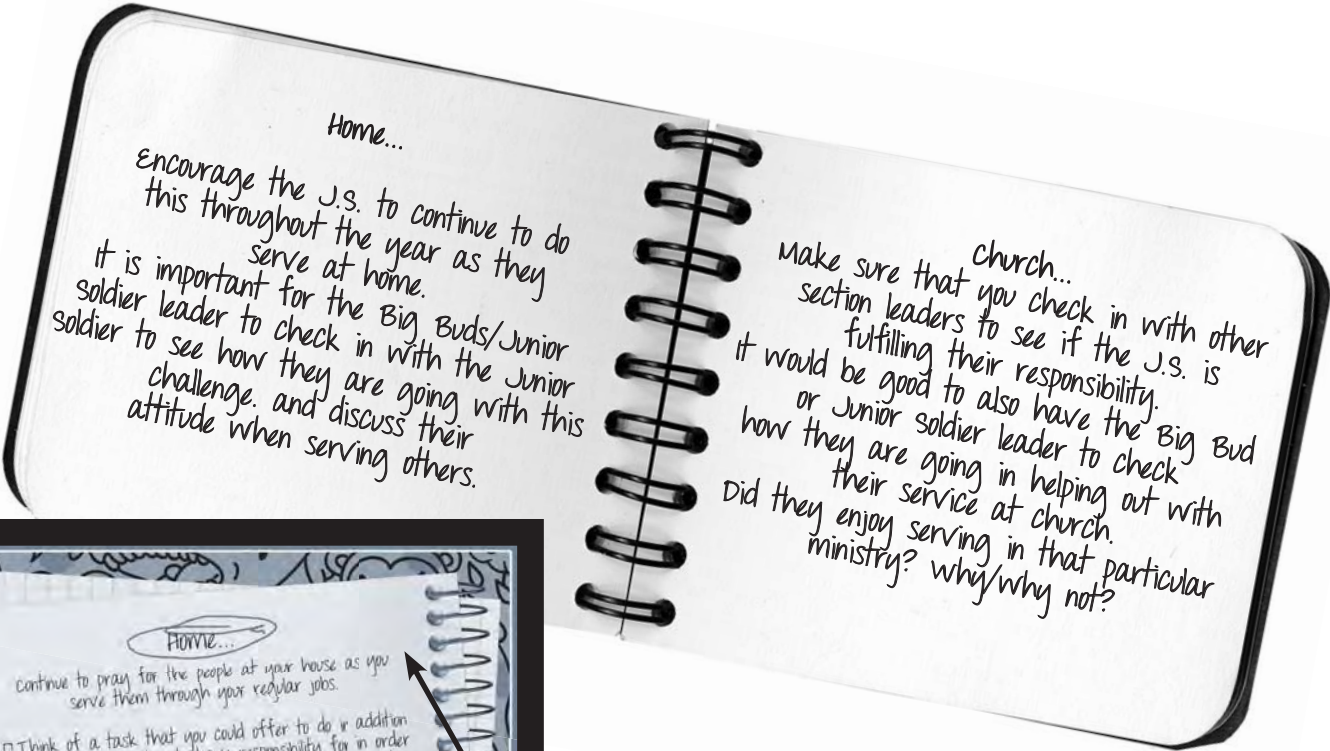 Home...
Encourage the J.S. to continue to do
this throughout the year as they
serve at home.
It is important for the Big Buds/Junior
Soldier leader to check in with the Junior
Soldier to see how they are going with this
challenge. and discuss their
attitude when serving others.
Church...
Make sure that you check in with other
section leaders to see if the J.S. is
fulfilling their responsibility.
It would be good to also have the Big Bud
or Junior Soldier leader to check
how they are going in helping out with
their service at church.
Did they enjoy serving in that particular
ministry? Why/why not?
Home...
Continue to pray for the people at your house as you
serve them through your regular jobs.
Think of a task that you could offer to do in addition
responsibility for in order